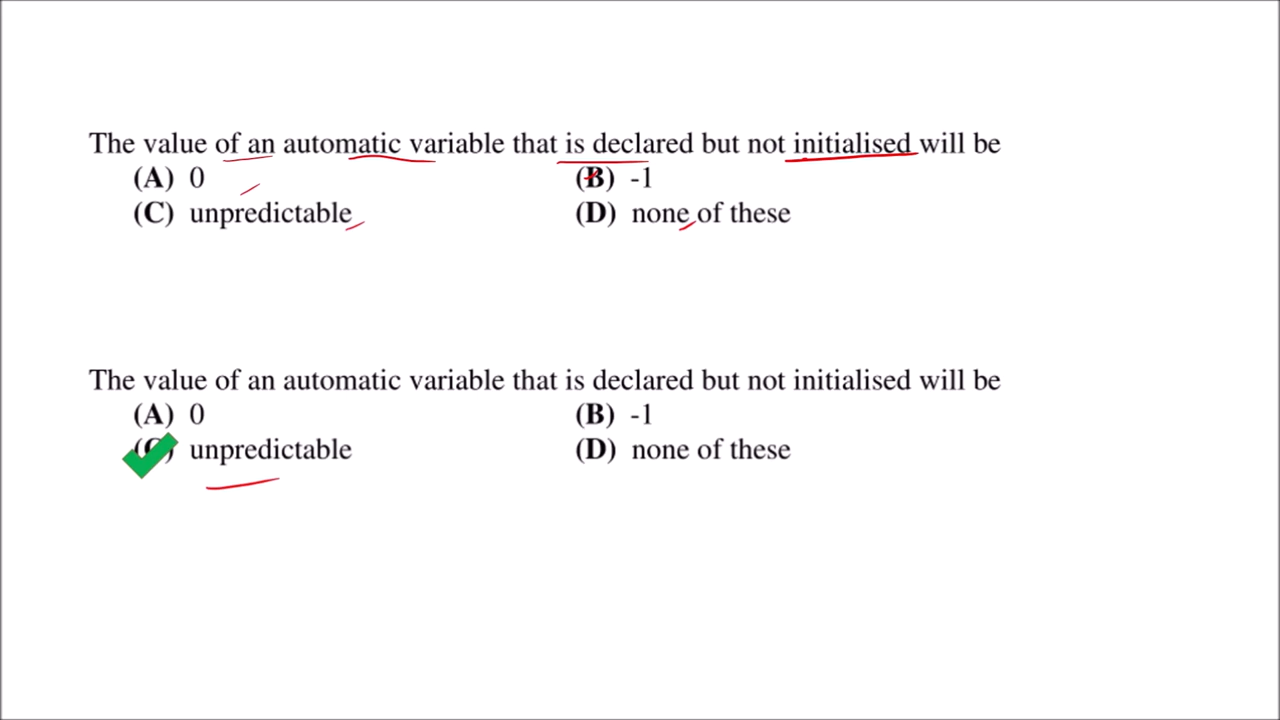 The value of an automatic variable that is declared but not initialised will be
(A) 0 (B) -1
(C) unpredictable (D) none of these
The value of an automatic variable that is declared but not initialised will be
(A) 0 (B) -1
unpredictable (D) none of these